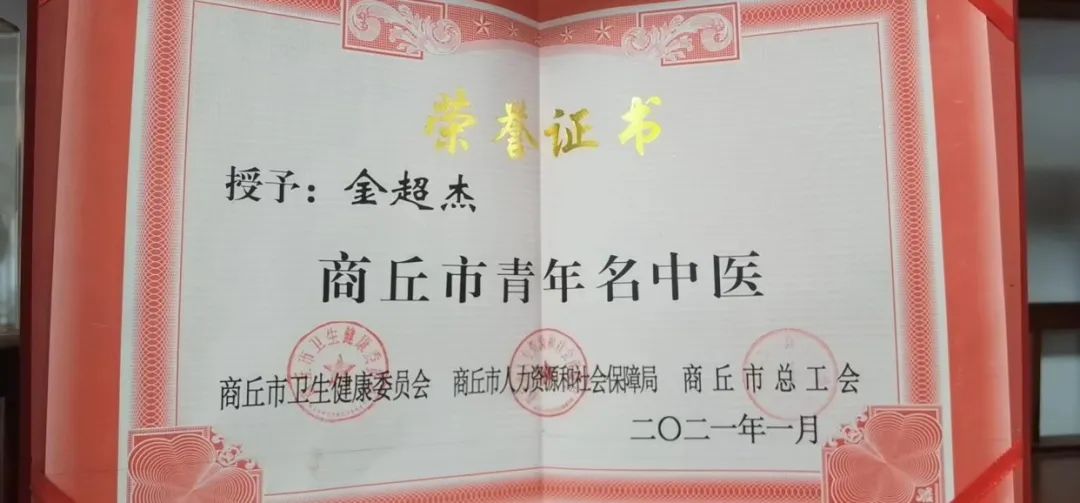 荣誉证书
授予：金超杰
商丘市青年名中医
商丘市卫生健康委员会 商丘市人力资源和社会保障局 商丘市总工会
二〇二一年一月